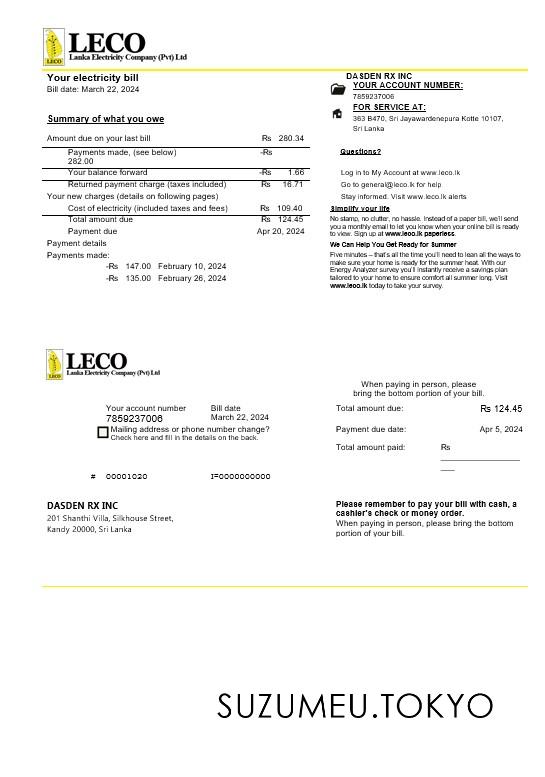 LECO
Lanka Electricity Company (Pvt) Ltd
Your electricity bill
Bill date: March 22, 2024
Summary of what you owe
Amount due on your last bill Rs 280.34
Payments made, (see below) -Rs
282.00
Your balance forward -Rs 1.66
Returned payment charge (taxes included) Rs 16.71
Your new charges (details on following pages)
Cost of electricity (included taxes and fees) Rs 109.40
Total amount due Rs 124.45
Payment due Apr 20, 2024
Payment details
Payments made:
-Rs 147.00 February 10, 2024
-Rs 135.00 February 26, 2024
DASDEN RX INC
YOUR ACCOUNT NUMBER:
7859237006
FOR SERVICE AT:
363 B470, Sri Jayawardenepura Kotte 10107,
Sri Lanka
Questions?
Log in to My Account at www.leco.lk
Go to general@leco.lk for help
Stay informed. Visit www.leco.lk alerts
Simplify your life
No stamp, no clutter, no hassle. Instead of a paper bill, we'll send
you a monthly email to let you know when your online bill is ready
to view. Sign up at www.leco.lk paperless.
We Can Help You Get Ready for Summer
Five minutes – that's all the time you'll need to lean all the ways to
make sure your home is ready for the summer heat. With our
Energy Analyzer survey you'll instantly receive a savings plan
tailored to your home to ensure comfort all summer long. Visit
www.leco.lk today to take your survey.
LECO
Lanka Electricity Company (Pvt) Ltd
Your account number Bill date
7859237006 March 22, 2024
Mailing address or phone number change?
Check here and fill in the details on the back.
# 00001020 I=0000000000
DASDEN RX INC
201 Shanthi Villa, Silkhouse Street,
Kandy 20000, Sri Lanka
When paying in person, please
bring the bottom portion of your bill.
Total amount due: Rs 124.45
Payment due date: Apr 5, 2024
Total amount paid: Rs
Please remember to pay your bill with cash, a
cashier's check or money order.
When paying in person, please bring the bottom
portion of your bill.
SUZUMEU.TOKYO